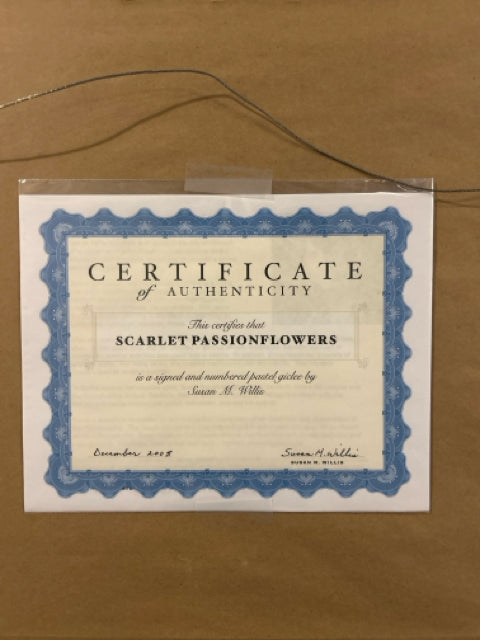 CERTIFICATE
of AUTHENTICITY
This certifies that
SCARLET PASSIONFLOWERS
is a signed and numbered pastel giclee by
Susan M. Willis
December 2008
Susan M. Willis
SUSAN M. WILLIS